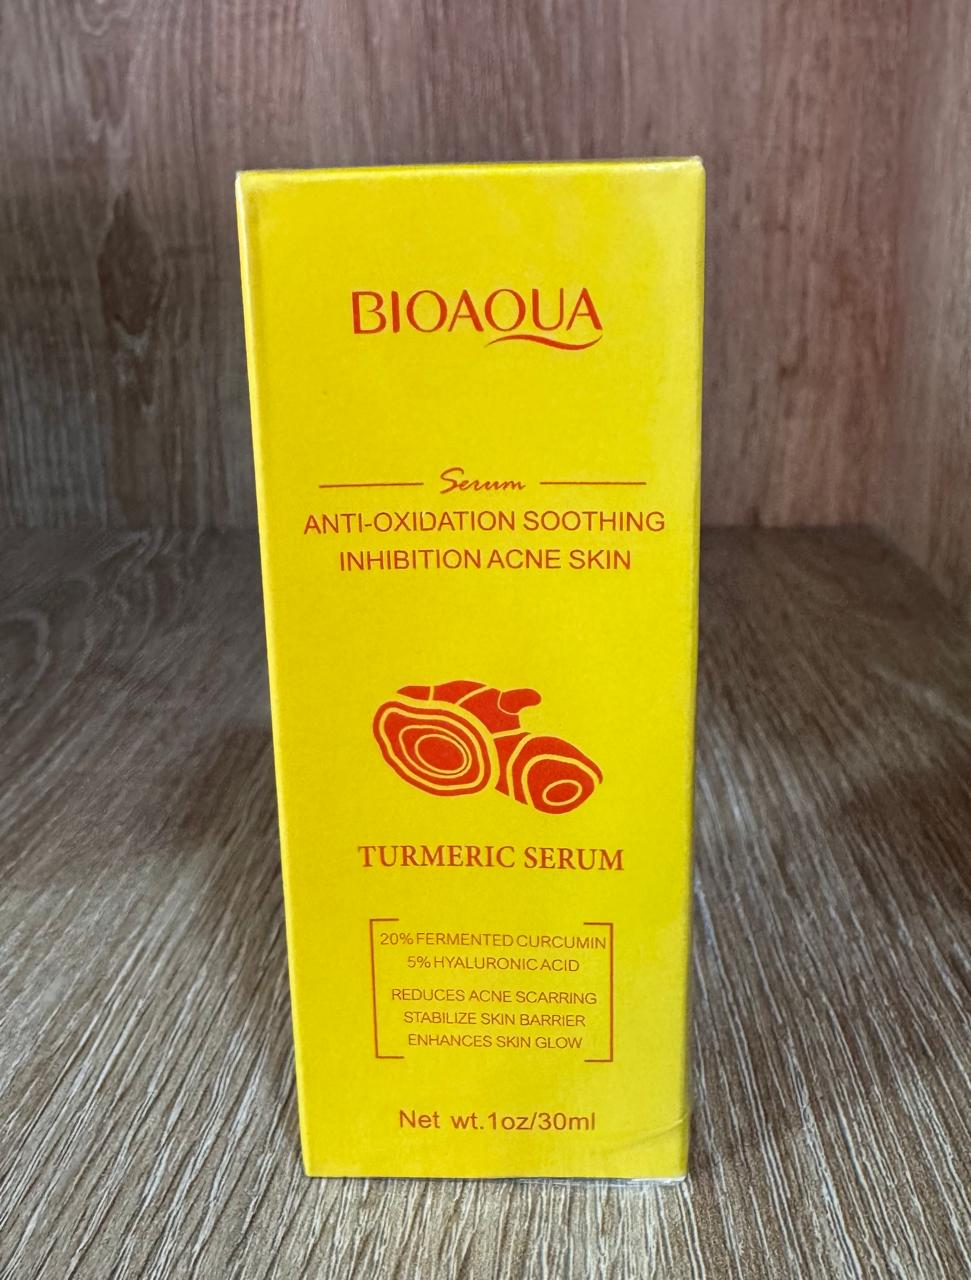 BIOAQUA
Serum
ANTI-OXIDATION SOOTHING
INHIBITION ACNE SKIN
TURMERIC SERUM
20% FERMENTED CURCUMIN
5% HYALURONIC ACID
REDUCES ACNE SCARRING
STABILIZE SKIN BARRIER
ENHANCES SKIN GLOW
Net wt.1oz/30ml